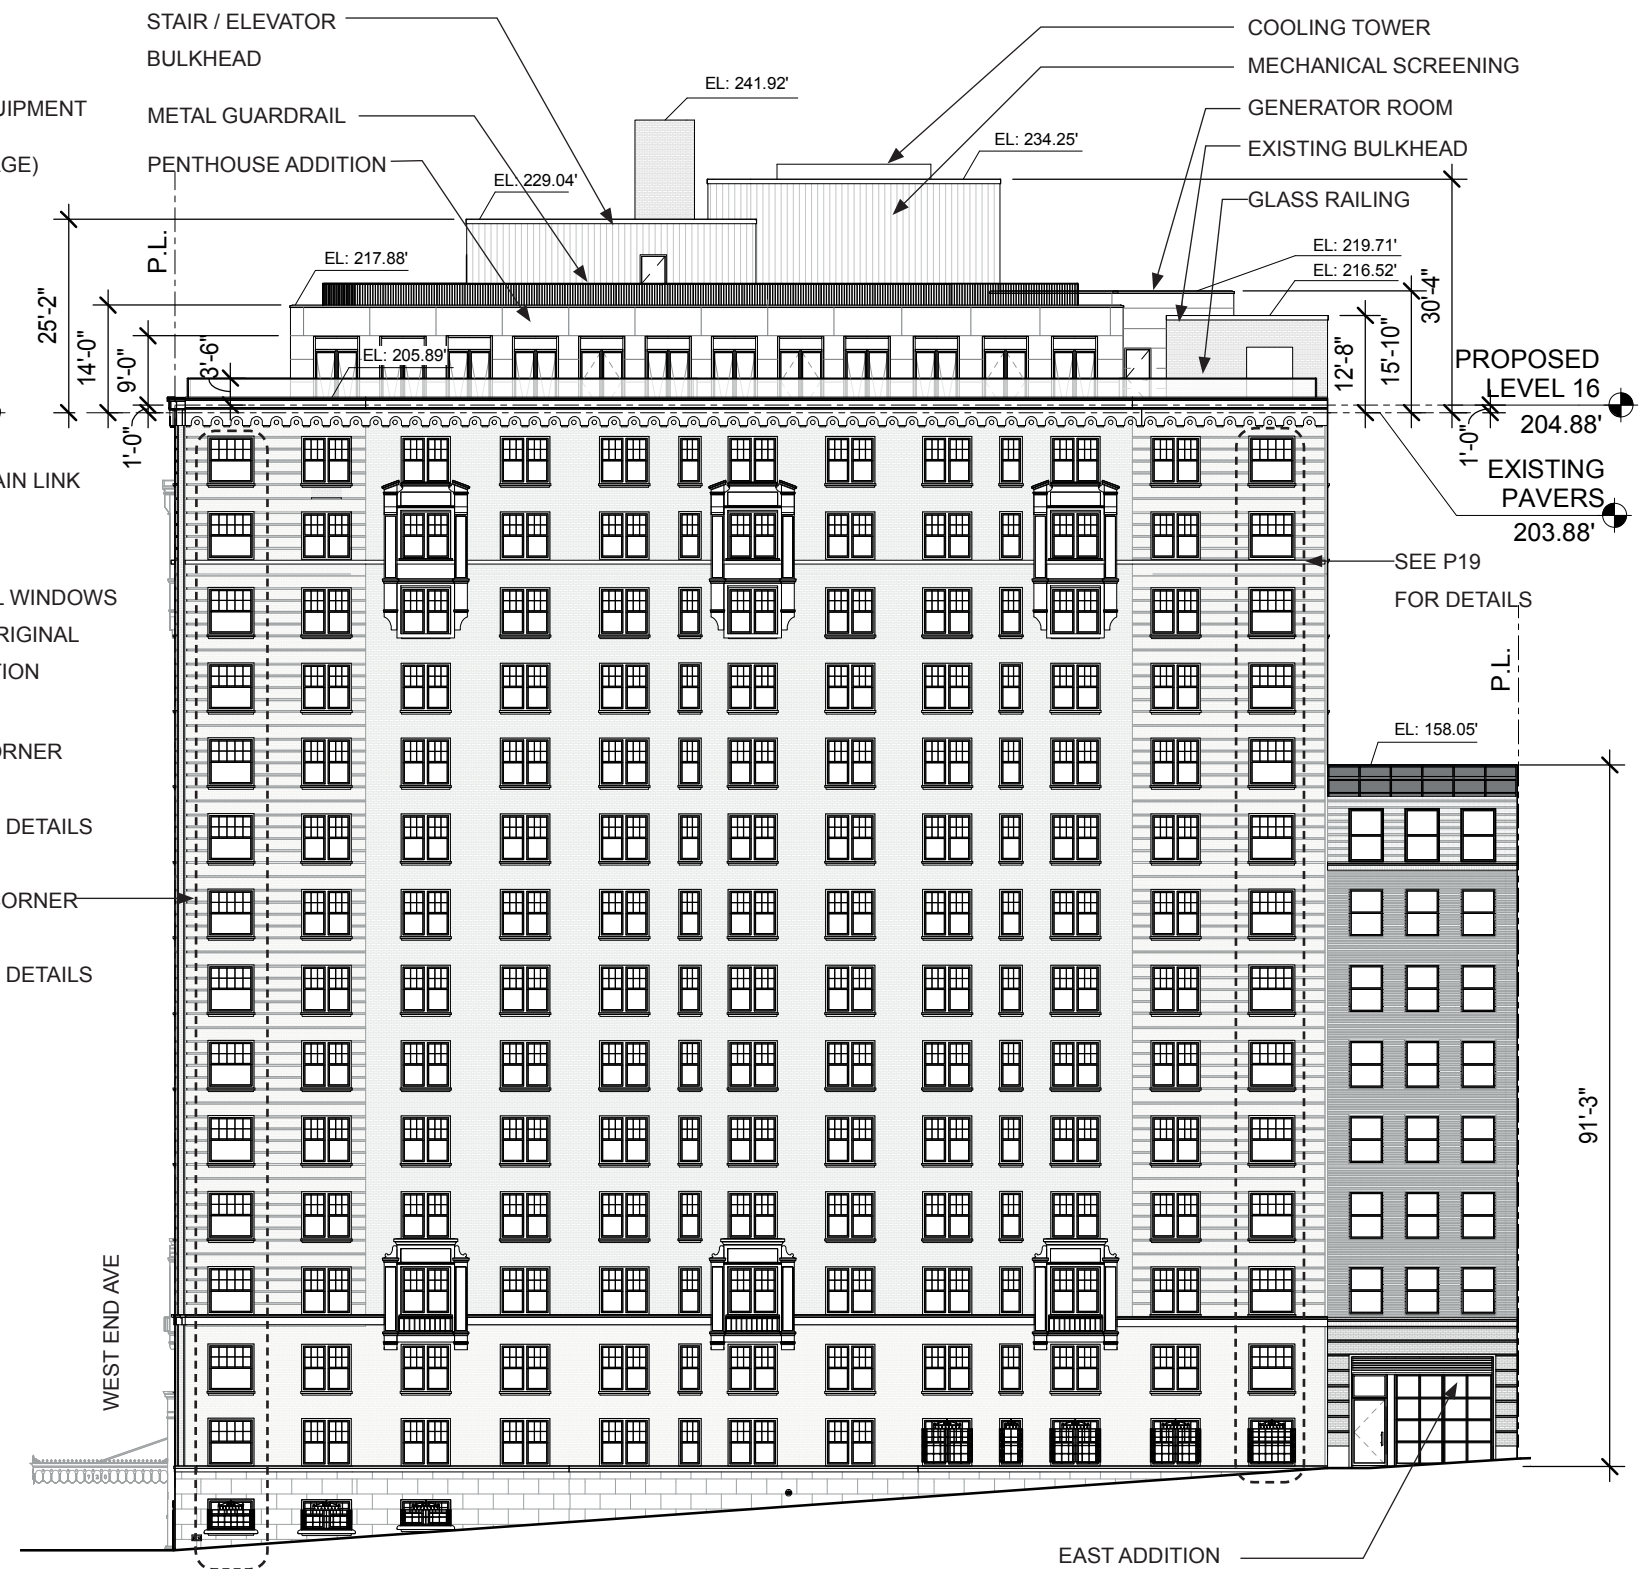 STAIR / ELEVATOR
BULKHEAD
UIPMENT
METAL GUARDRAIL
AGE)
PENTHOUSE ADDITION
COOLING TOWER
MECHANICAL SCREENING
GENERATOR ROOM
EXISTING BULKHEAD
GLASS RAILING
EL: 241.92'
EL: 234.25'
EL: 229.04'
EL: 217.88'
EL: 219.71'
EL: 216.52'
EL: 205.89'
P.L.
25'-2"
14'-0"
9'-0"
3'-6"
1'-0"
12'-8"
15'-10"
30'-4"
1'-0"
PROPOSED
LEVEL 16
204.88'
EXISTING
PAVERS
203.88'
AIN LINK
L WINDOWS
RIGINAL
TION
ORNER
DETAILS
ORNER
DETAILS
SEE P19
FOR DETAILS
P.L.
EL: 158.05'
91'-3"
WEST END AVE
EAST ADDITION